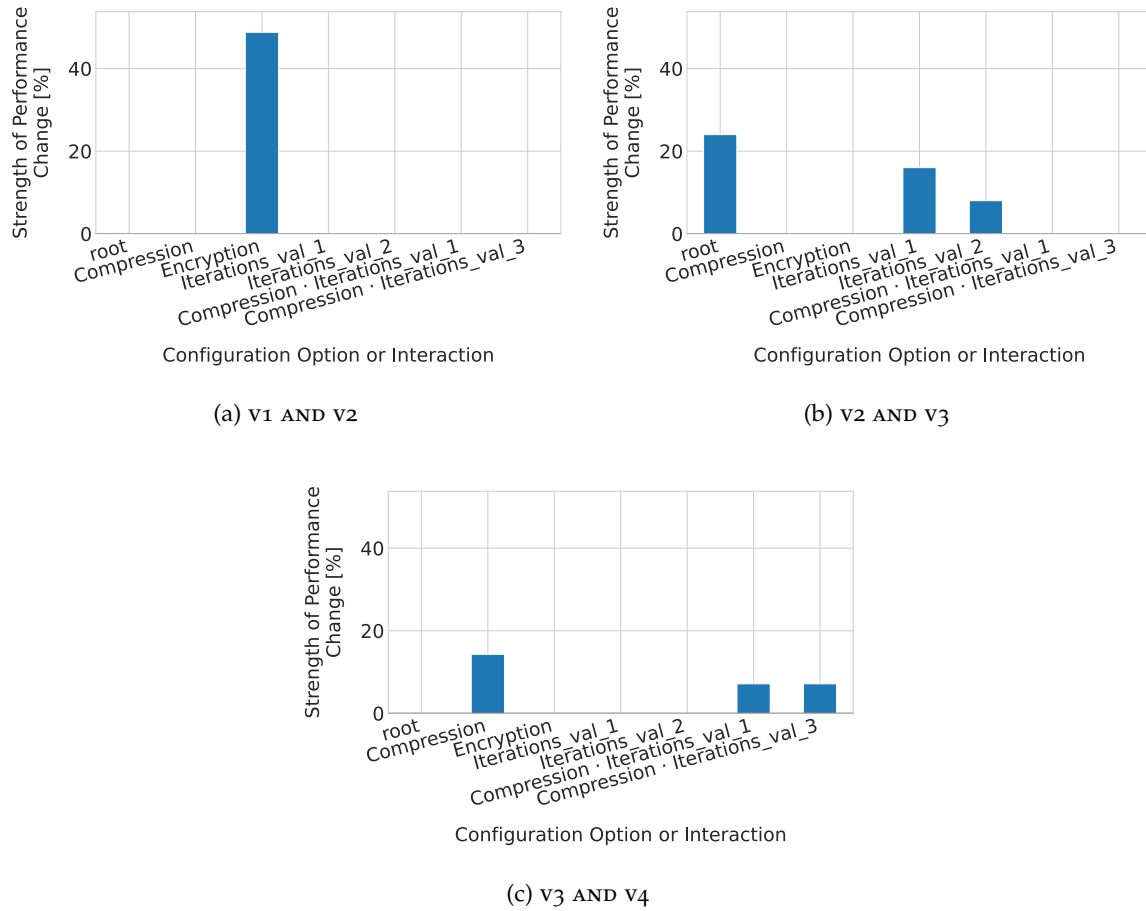 Strength of Performance
Change [%]
40
20
0
root
Compression
Encryption
Iterations_val_1
Iterations_val_2
Compression · Iterations_val_1
Compression · Iterations_val_3
Configuration Option or Interaction
(a) v1 AND v2
Strength of Performance
Change [%]
40
20
0
root
Compression
Encryption
Iterations_val_1
Iterations_val_2
Compression · Iterations_val_1
Compression · Iterations_val_3
Configuration Option or Interaction
(b) v2 AND v3
Strength of Performance
Change [%]
40
20
0
root
Compression
Encryption
Iterations_val_1
Iterations_val_2
Compression · Iterations_val_1
Compression · Iterations_val_3
Configuration Option or Interaction
(c) v3 AND v4